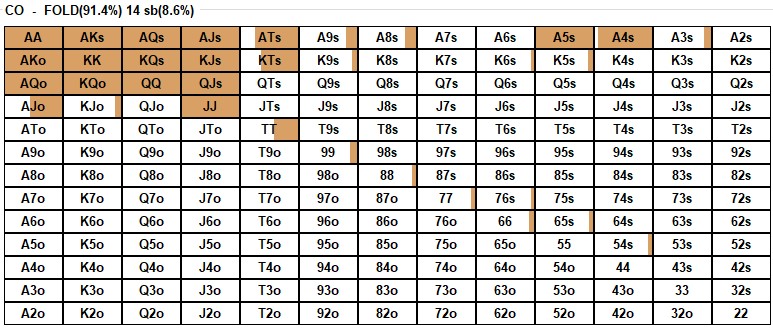 CO - FOLD(91.4%) 14 sb(8.6%)
AA AKs AQs AJs ATs A9s A8s A7s A6s A5s A4s A3s A2s
AKo KK KQs KJs KTs K9s K8s K7s K6s K5s K4s K3s K2s
AQo KQo QQ QJs QTs Q9s Q8s Q7s Q6s Q5s Q4s Q3s Q2s
AJo KJo QJo JJ JTs J9s J8s J7s J6s J5s J4s J3s J2s
ATo KTo QTo JTo TT T9s T8s T7s T6s T5s T4s T3s T2s
A9o K9o Q9o J9o T9o 99 98s 97s 96s 95s 94s 93s 92s
A8o K8o Q8o J8o T8o 98o 88 87s 86s 85s 84s 83s 82s
A7o K7o Q7o J7o T7o 97o 87o 77 76s 75s 74s 73s 72s
A6o K6o Q6o J6o T6o 96o 86o 76o 66 65s 64s 63s 62s
A5o K5o Q5o J5o T5o 95o 85o 75o 65o 55 54s 53s 52s
A4o K4o Q4o J4o T4o 94o 84o 74o 64o 54o 44 43s 42s
A3o K3o Q3o J3o T3o 93o 83o 73o 63o 53o 43o 33 32s
A2o K2o Q2o J2o T2o 92o 82o 72o 62o 52o 42o 32o 22